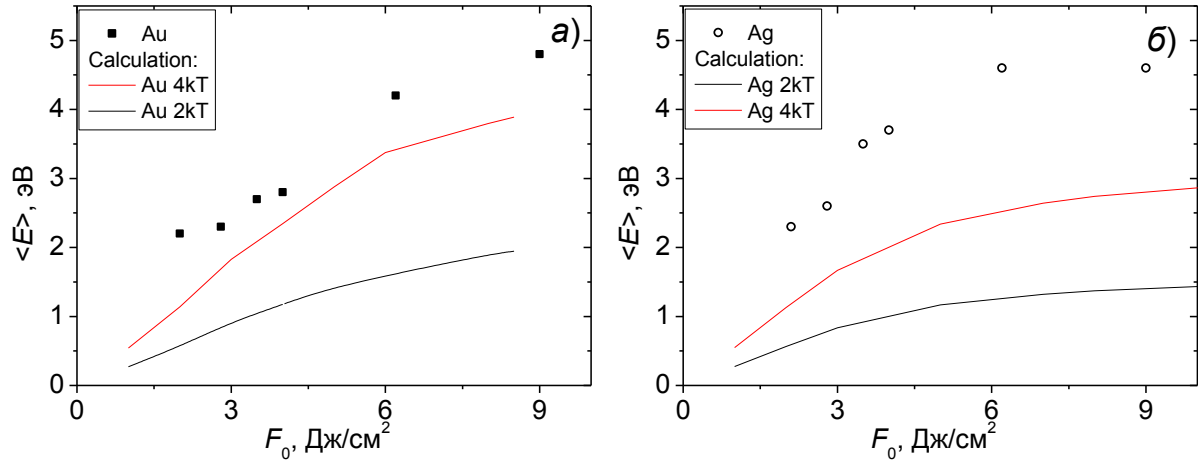 а)
Au
Calculation:
Au 4kT
Au 2kT
5
4
3
2
1
0
<E>, эВ
0 3 6 9
F₀, Дж/см²
б)
Ag
Calculation:
Ag 2kT
Ag 4kT
5
4
3
2
1
0
<E>, эВ
0 3 6 9
F₀, Дж/см²